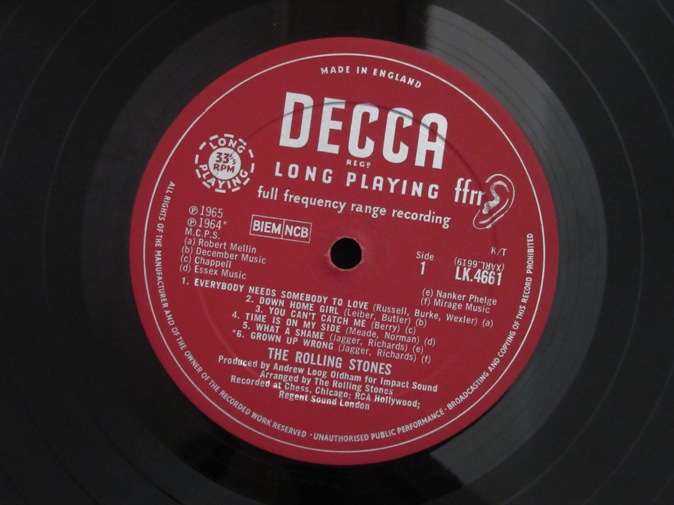 MADE IN ENGLAND
DECCA
REGD
LONG PLAYING
ffrr
full frequency range recording
LONG
33⅓
RPM
PLAYING
℗ 1965
℗ 1964*
M.C.P.S.
(a) Robert Mellin
(b) December Music
(c) Chappell
(d) Essex Music
BIEM NCB
Side
1
K/T
(XARL.6619)
LK.4661
(e) Nanker Phelge
(f) Mirage Music
1. EVERYBODY NEEDS SOMEBODY TO LOVE (Russell, Burke, Wexler) (a)
2. DOWN HOME GIRL (Leiber, Butler) (b)
3. YOU CAN'T CATCH ME (Berry) (c)
4. TIME IS ON MY SIDE (Meade, Norman) (d)
5. WHAT A SHAME (Jagger, Richards) (e)
*6. GROWN UP WRONG (Jagger, Richards) (f)
THE ROLLING STONES
Produced by Andrew Loog Oldham for Impact Sound
Arranged by The Rolling Stones
Recorded at Chess, Chicago; RCA Hollywood;
Regent Sound London
ALL RIGHTS OF THE MANUFACTURER AND OF THE OWNER OF THE RECORDED WORK RESERVED · UNAUTHORISED PUBLIC PERFORMANCE · BROADCASTING AND COPYING OF THIS RECORD PROHIBITED